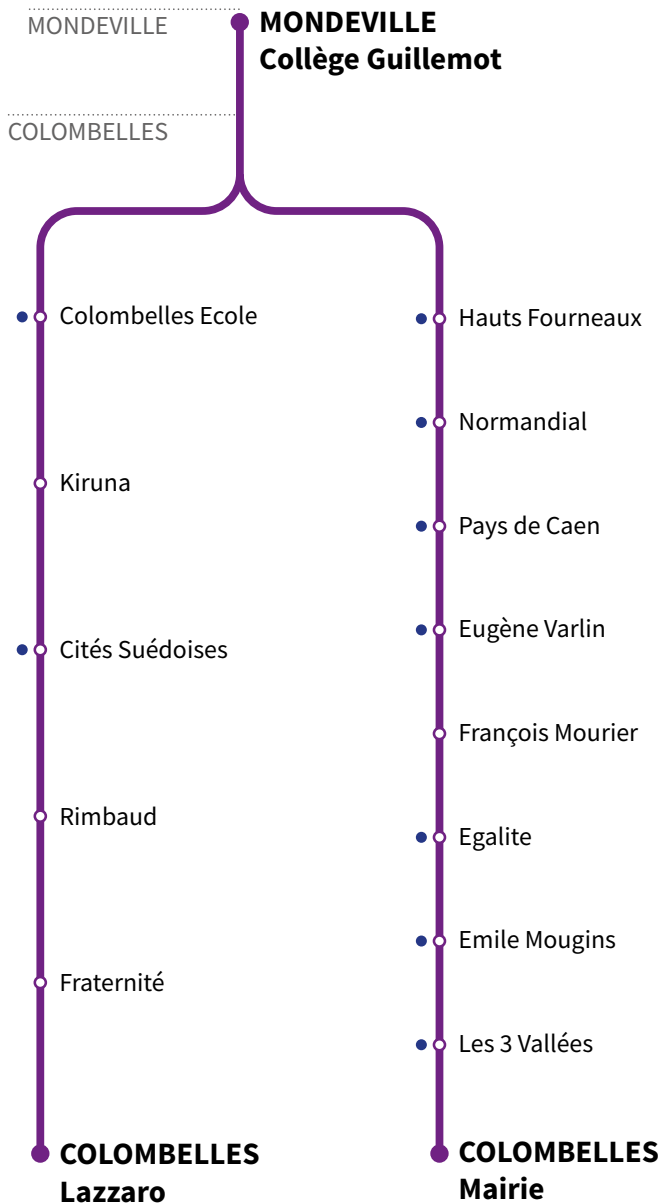 MONDEVILLE
MONDEVILLE
Collège Guillemot
COLOMBELLES
Colombelles Ecole
Kiruna
Cités Suédoises
Rimbaud
Fraternité
COLOMBELLES
Lazzaro
Hauts Fourneaux
Normandial
Pays de Caen
Eugène Varlin
François Mourier
Egalite
Emile Mougins
Les 3 Vallées
COLOMBELLES
Mairie